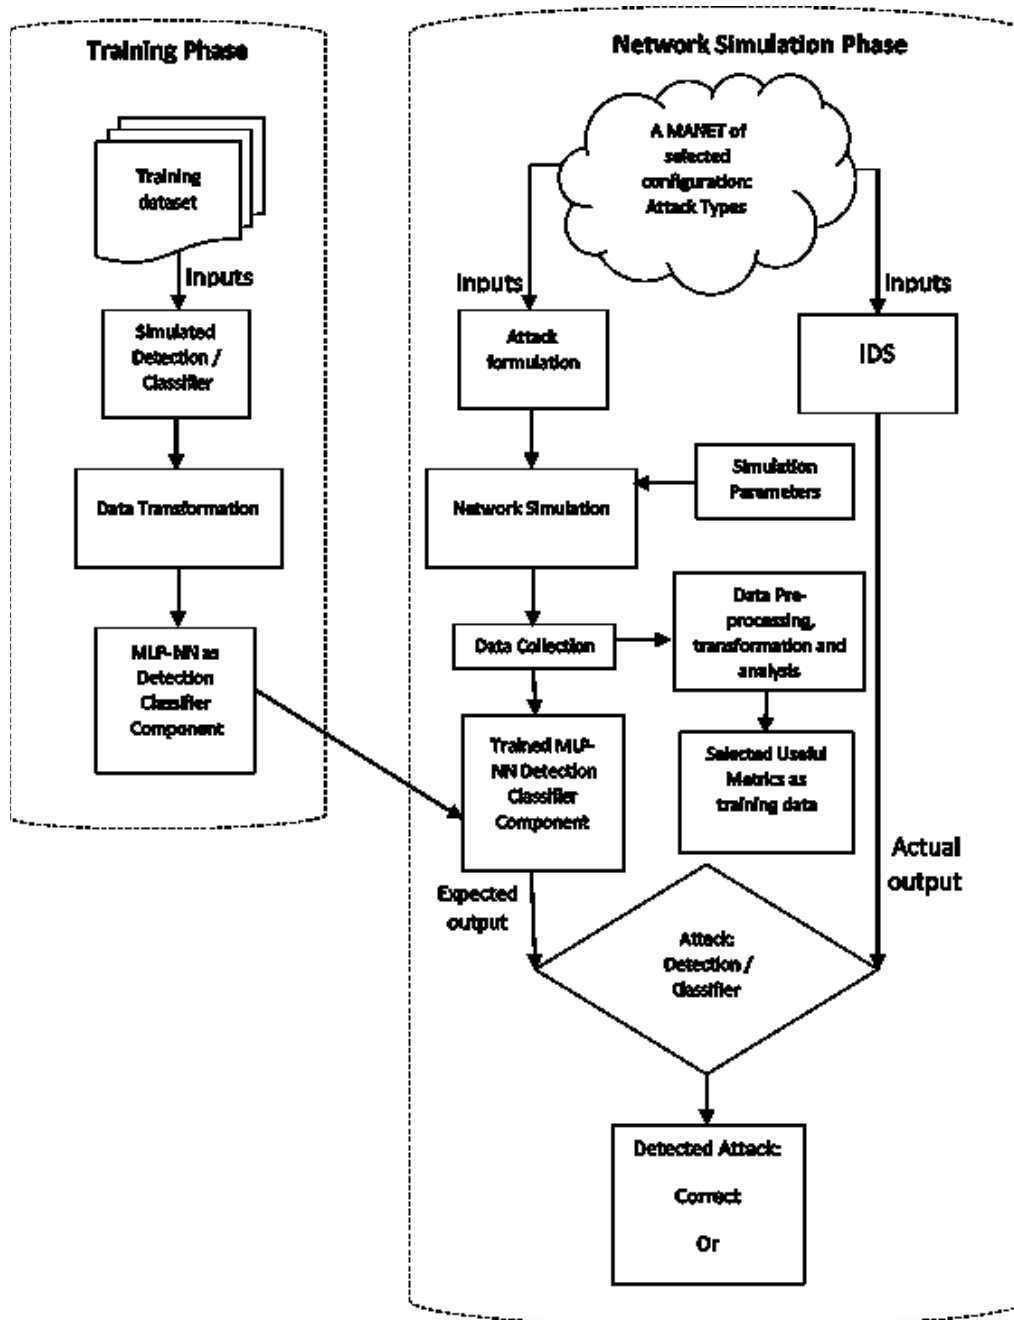 Training Phase
Training
dataset
Inputs
Simulated
Detection /
Classifier
Data Transformation
MLP-NN as
Detection
Classifier
Component
Network Simulation Phase
A MANET of
selected
configuration:
Attack Types
Inputs
Inputs
Attack
formulation
IDS
Simulation
Parameters
Network Simulation
Data Collection
Data Pre-
processing,
transformation and
analysis
Trained MLP-
NN Detection
Classifier
Component
Selected Useful
Metrics as
training data
Expected
output
Actual
output
Attack:
Detection /
Classifier
Detected Attack:
Correct
Or